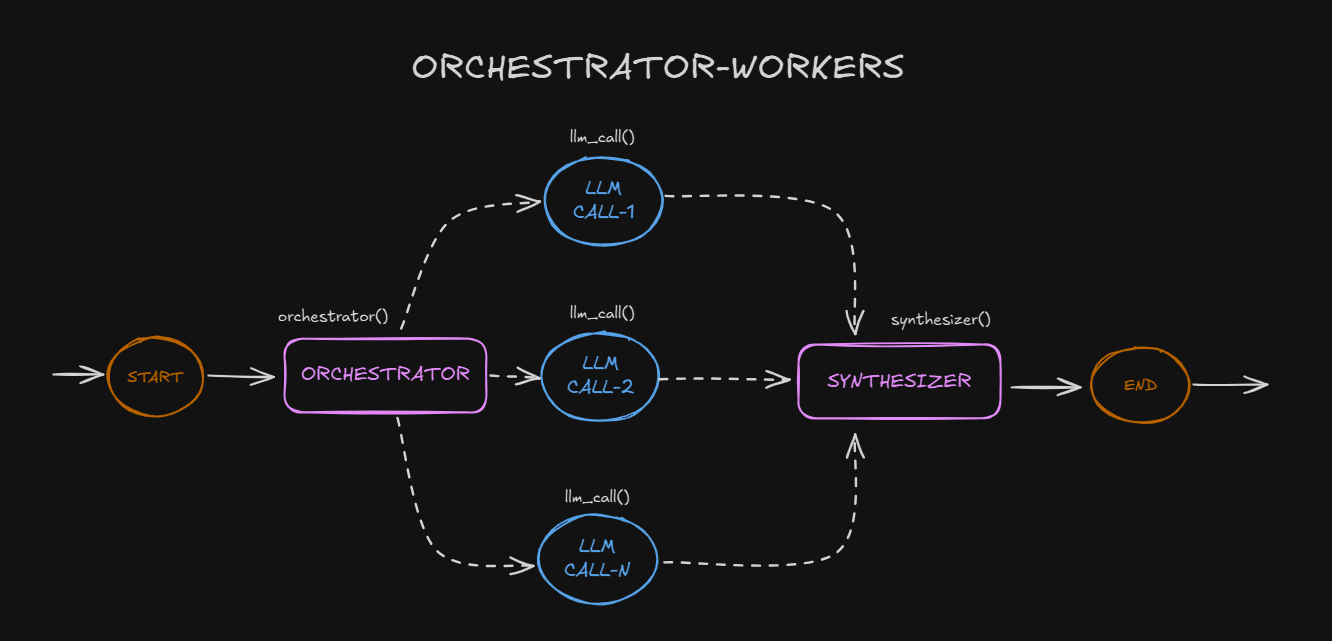 ORCHESTRATOR-WORKERS
llm_call()
LLM
CALL-1
orchestrator()
llm_call()
synthesizer()
START
ORCHESTRATOR
LLM
CALL-2
SYNTHESIZER
END
llm_call()
LLM
CALL-N